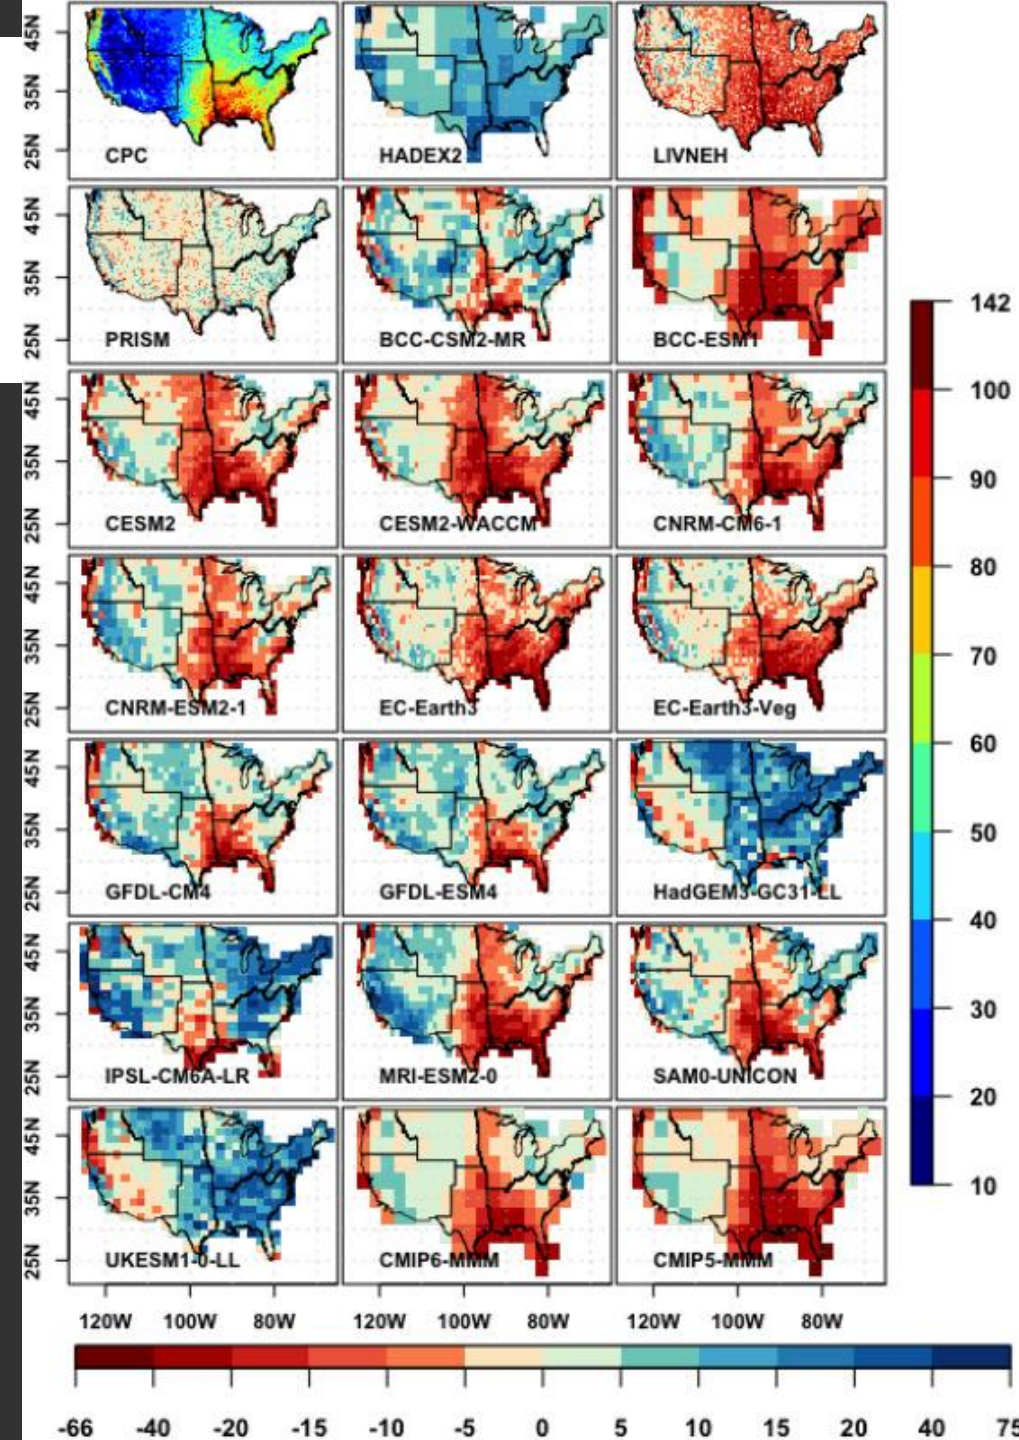 45N
35N
25N
CPC HADEX2 LIVNEH
45N
35N
25N
PRISM BCC-CSM2-MR BCC-ESM1
45N
35N
25N
CESM2 CESM2-WACCM CNRM-CM6-1
45N
35N
25N
CNRM-ESM2-1 EC-Earth3 EC-Earth3-Veg
45N
35N
25N
GFDL-CM4 GFDL-ESM4 HadGEM3-GC31-LL
45N
35N
25N
IPSL-CM6A-LR MRI-ESM2-0 SAM0-UNICON
45N
35N
25N
UKESM1-0-LL CMIP6-MMM CMIP5-MMM
120W 100W 80W 120W 100W 80W 120W 100W 80W
142
100
90
80
70
60
50
40
30
20
10
-66 -40 -20 -15 -10 -5 0 5 10 15 20 40 75